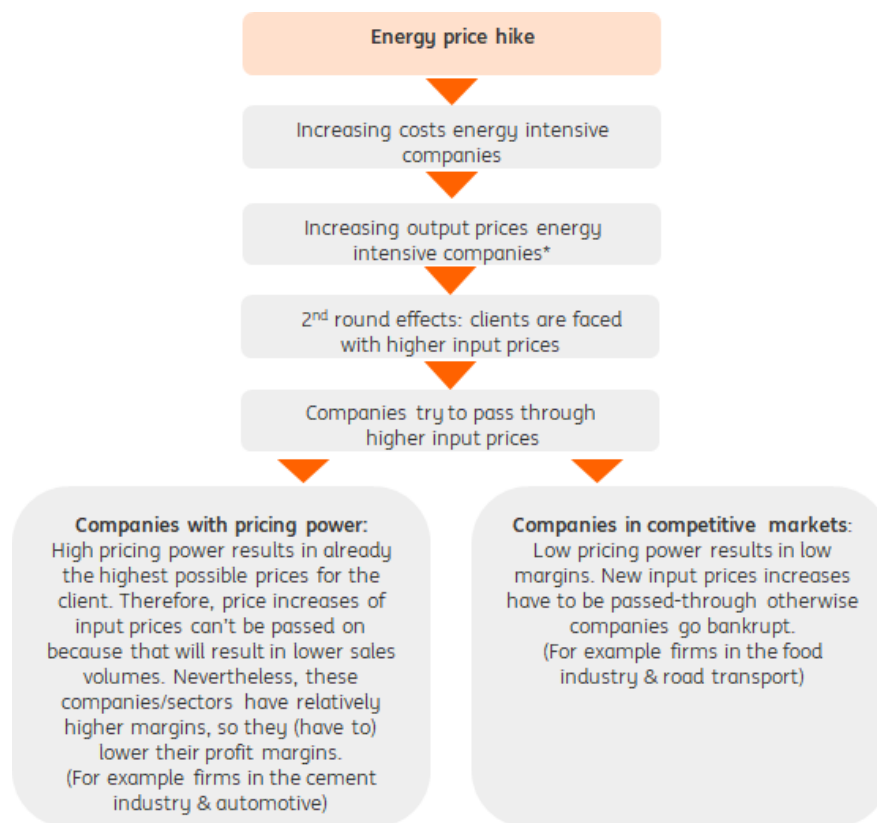 Energy price hike
Increasing costs energy intensive
companies
Increasing output prices energy
intensive companies*
2nd round effects: clients are faced
with higher input prices
Companies try to pass through
higher input prices
Companies with pricing power:
High pricing power results in already
the highest possible prices for the
client. Therefore, price increases of
input prices can't be passed on
because that will result in lower sales
volumes. Nevertheless, these
companies/sectors have relatively
higher margins, so they (have to)
lower their profit margins.
(For example firms in the cement
industry & automotive)
Companies in competitive markets:
Low pricing power results in low
margins. New input prices increases
have to be passed-through otherwise
companies go bankrupt.
(For example firms in the food
industry & road transport)